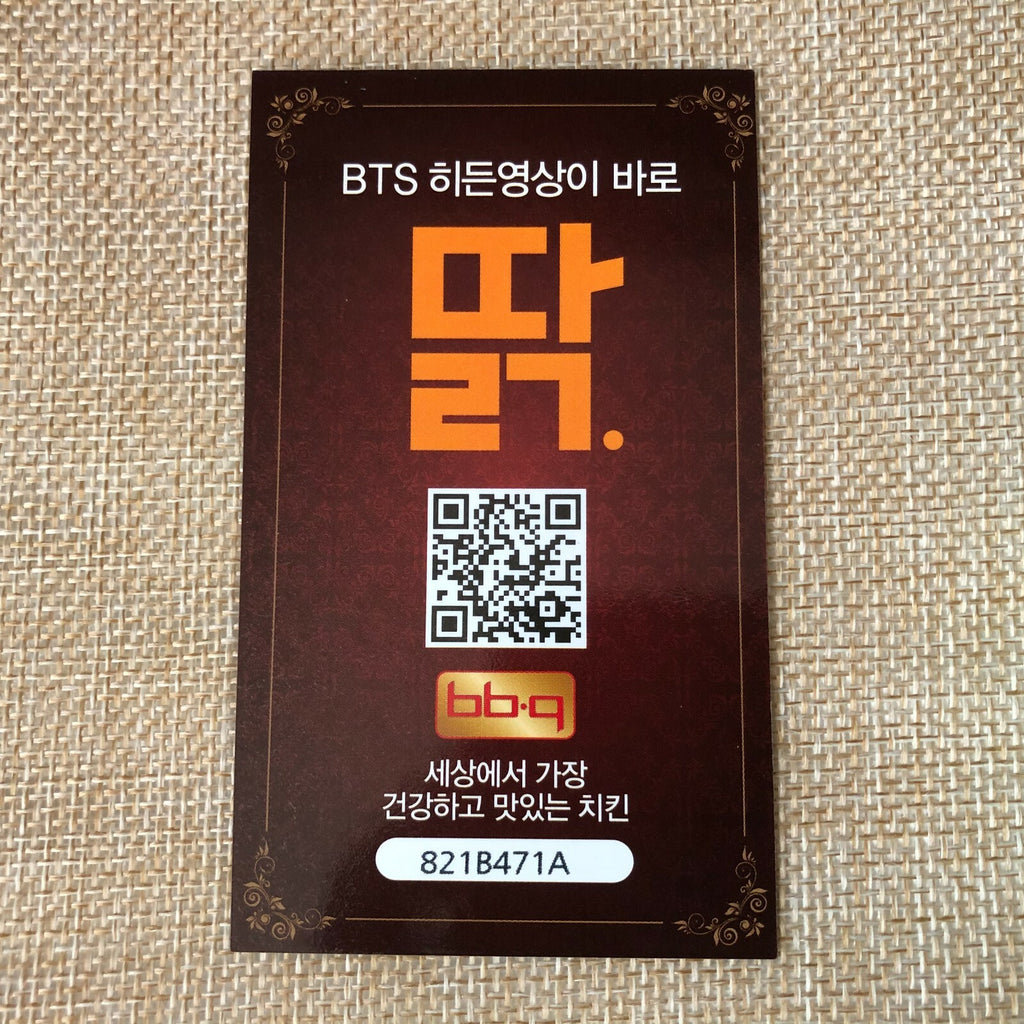 BTS 히든영상이 바로
딹.
bb·q
세상에서 가장
건강하고 맛있는 치킨
821B471A